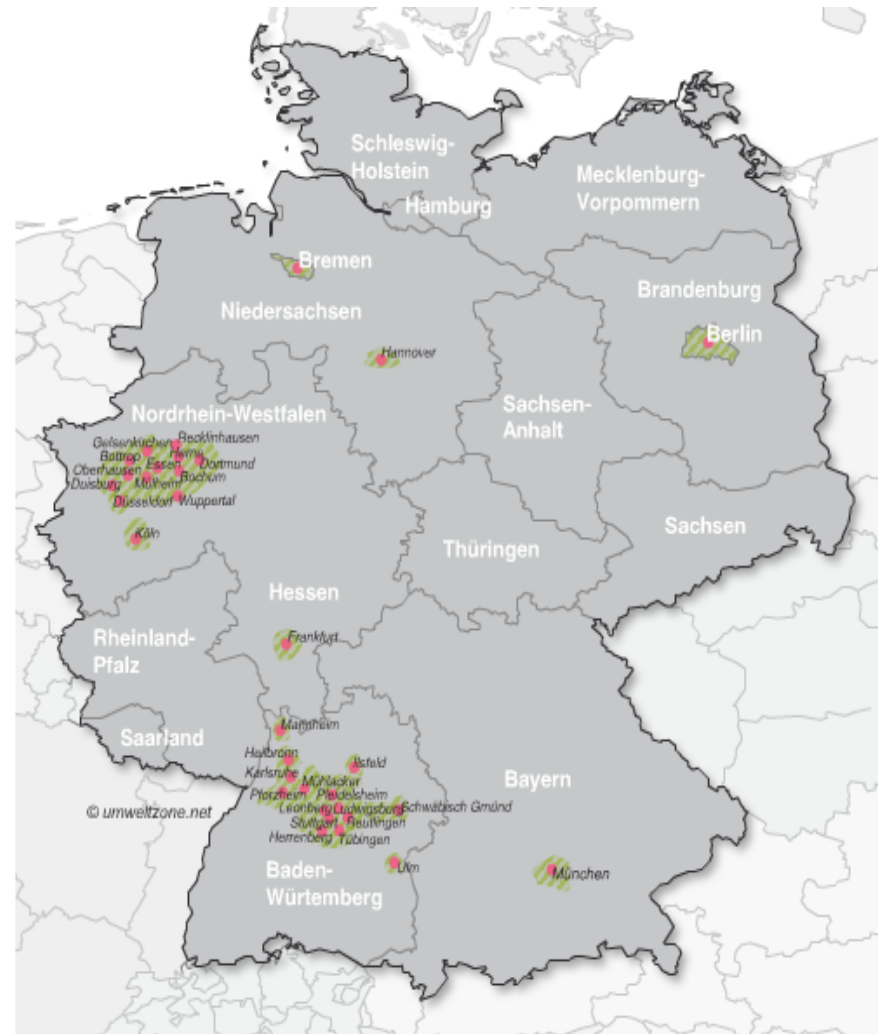 Schleswig-
Holstein
Hamburg
Mecklenburg-
Vorpommern
Bremen
Niedersachsen
Brandenburg
Berlin
Hannover
Sachsen-
Anhalt
Nordrhein-Westfalen
Gelsenkirchen
Recklinhausen
Bottrop
Herne
Oberhausen
Essen
Dortmund
Duisburg
Mülheim
Bochum
Düsseldorf
Wuppertal
Köln
Sachsen
Thüringen
Hessen
Frankfurt
Rheinland-
Pfalz
Saarland
Mannheim
Heilbronn
Ilsfeld
Karlsruhe
Mühlacker
Pforzheim
Pleidelsheim
Leonberg
Ludwigsburg
Schwäbisch Gmünd
Stuttgart
Reutlingen
Herrenberg
Tübingen
Ulm
Bayern
München
Baden-
Würtemberg
© umweltzone.net